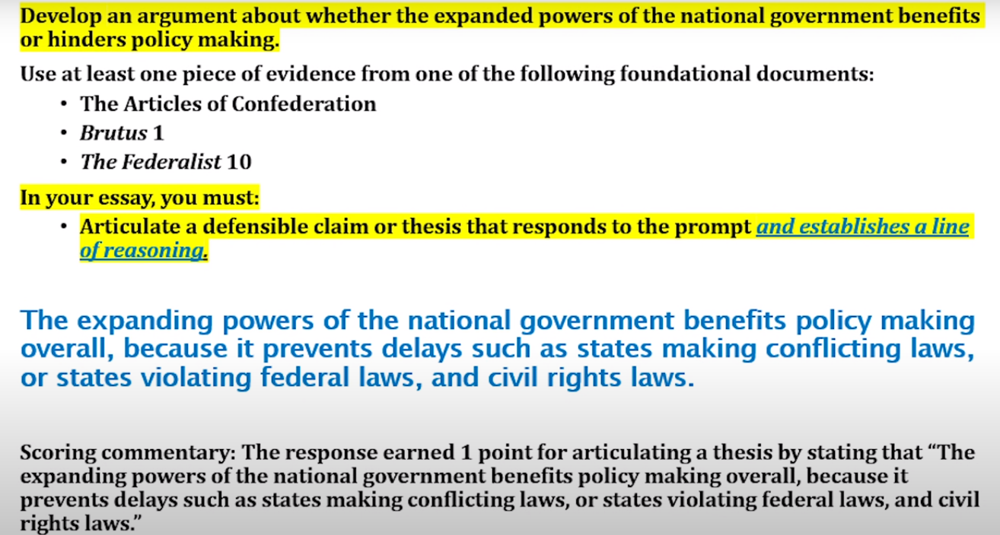 Develop an argument about whether the expanded powers of the national government benefits
or hinders policy making.
Use at least one piece of evidence from one of the following foundational documents:
• The Articles of Confederation
• Brutus 1
• The Federalist 10
In your essay, you must:
• Articulate a defensible claim or thesis that responds to the prompt and establishes a line
of reasoning.
The expanding powers of the national government benefits policy making
overall, because it prevents delays such as states making conflicting laws,
or states violating federal laws, and civil rights laws.
Scoring commentary: The response earned 1 point for articulating a thesis by stating that “The
expanding powers of the national government benefits policy making overall, because it
prevents delays such as states making conflicting laws, or states violating federal laws, and civil
rights laws.”